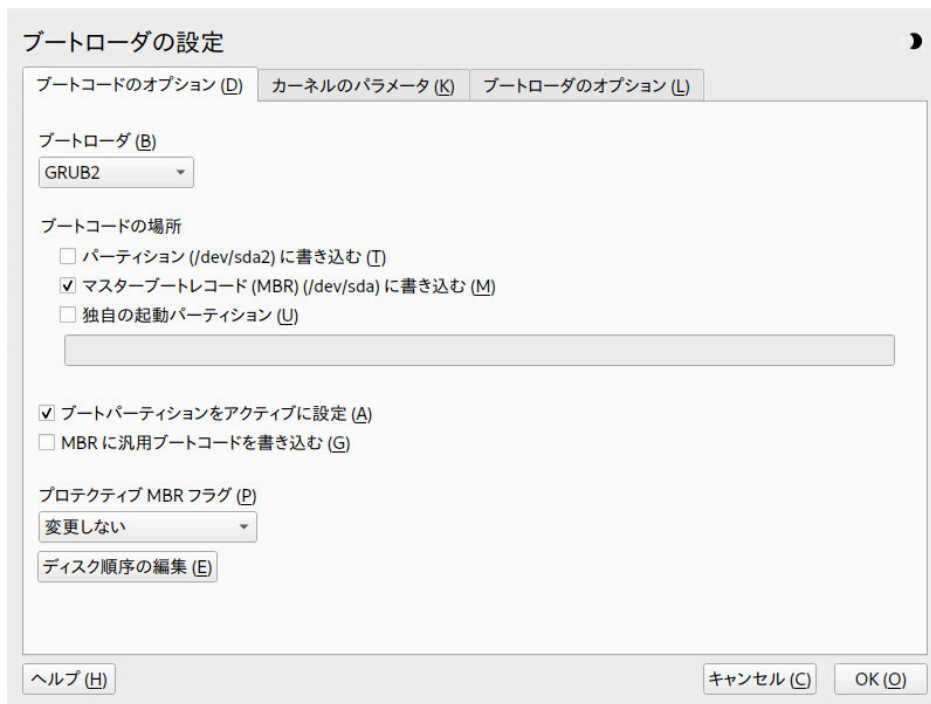 ブートローダの設定
ブートコードのオプション (D) カーネルのパラメータ (K) ブートローダのオプション (L)
ブートローダ (B)
GRUB2
ブートコードの場所
パーティション (/dev/sda2) に書き込む (T)
マスターブートレコード (MBR) (/dev/sda) に書き込む (M)
独自の起動パーティション (U)
ブートパーティションをアクティブに設定 (A)
MBR に汎用ブートコードを書き込む (G)
プロテクティブ MBR フラグ (P)
変更しない
ディスク順序の編集 (E)
ヘルプ (H) キャンセル (C) OK (O)